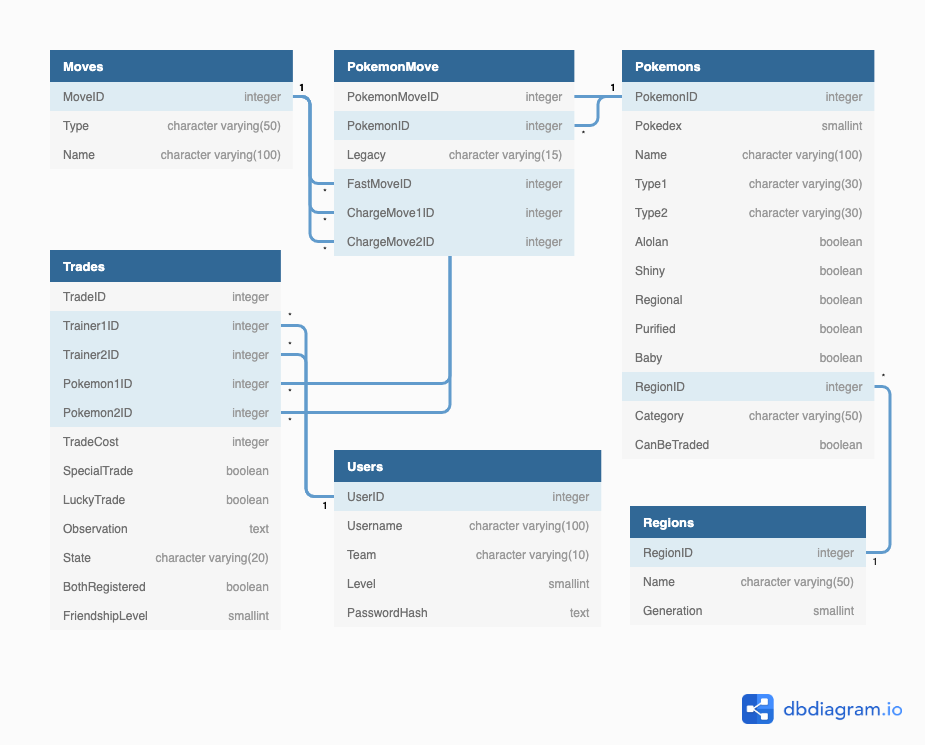 Moves
MoveID integer
Type character varying(50)
Name character varying(100)
1
*
*
*
PokemonMove
PokemonMoveID integer
PokemonID integer
Legacy character varying(15)
FastMoveID integer
ChargeMove1ID integer
ChargeMove2ID integer
1
*
Pokemons
PokemonID integer
Pokedex smallint
Name character varying(100)
Type1 character varying(30)
Type2 character varying(30)
Alolan boolean
Shiny boolean
Regional boolean
Purified boolean
Baby boolean
RegionID integer
Category character varying(50)
CanBeTraded boolean
*
1
Trades
TradeID integer
Trainer1ID integer
Trainer2ID integer
Pokemon1ID integer
Pokemon2ID integer
TradeCost integer
SpecialTrade boolean
LuckyTrade boolean
Observation text
State character varying(20)
BothRegistered boolean
FriendshipLevel smallint
*
*
*
*
1
Users
UserID integer
Username character varying(100)
Team character varying(10)
Level smallint
PasswordHash text
Regions
RegionID integer
Name character varying(50)
Generation smallint
dbdiagram.io